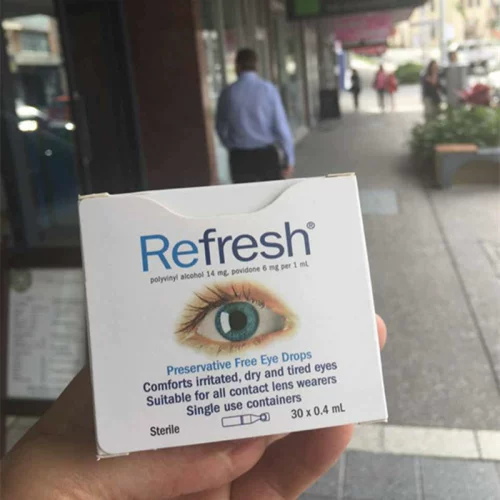 Refresh®
polyvinyl alcohol 14 mg, povidone 6 mg per 1 mL
Preservative Free Eye Drops
Comforts irritated, dry and tired eyes
Suitable for all contact lens wearers
Single use containers
Sterile 30 x 0.4 mL